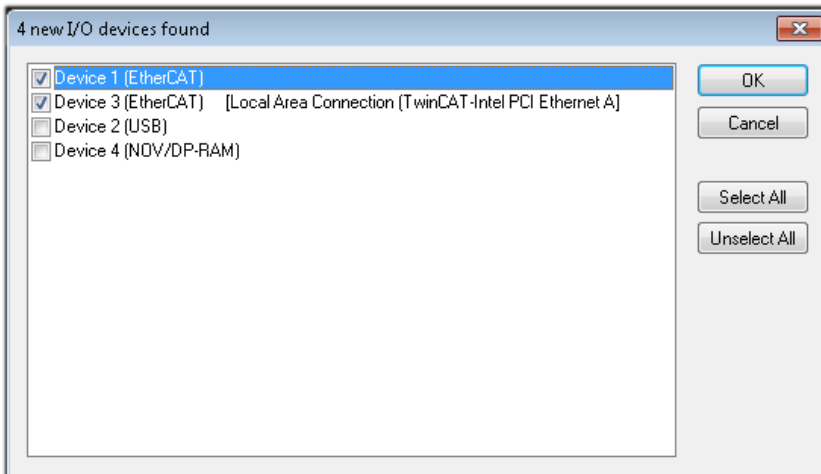 4 new I/O devices found
Device 1 (EtherCAT)
Device 3 (EtherCAT) [Local Area Connection (TwinCAT-Intel PCI Ethernet A]
Device 2 (USB)
Device 4 (NOV/DP-RAM)
OK
Cancel
Select All
Unselect All